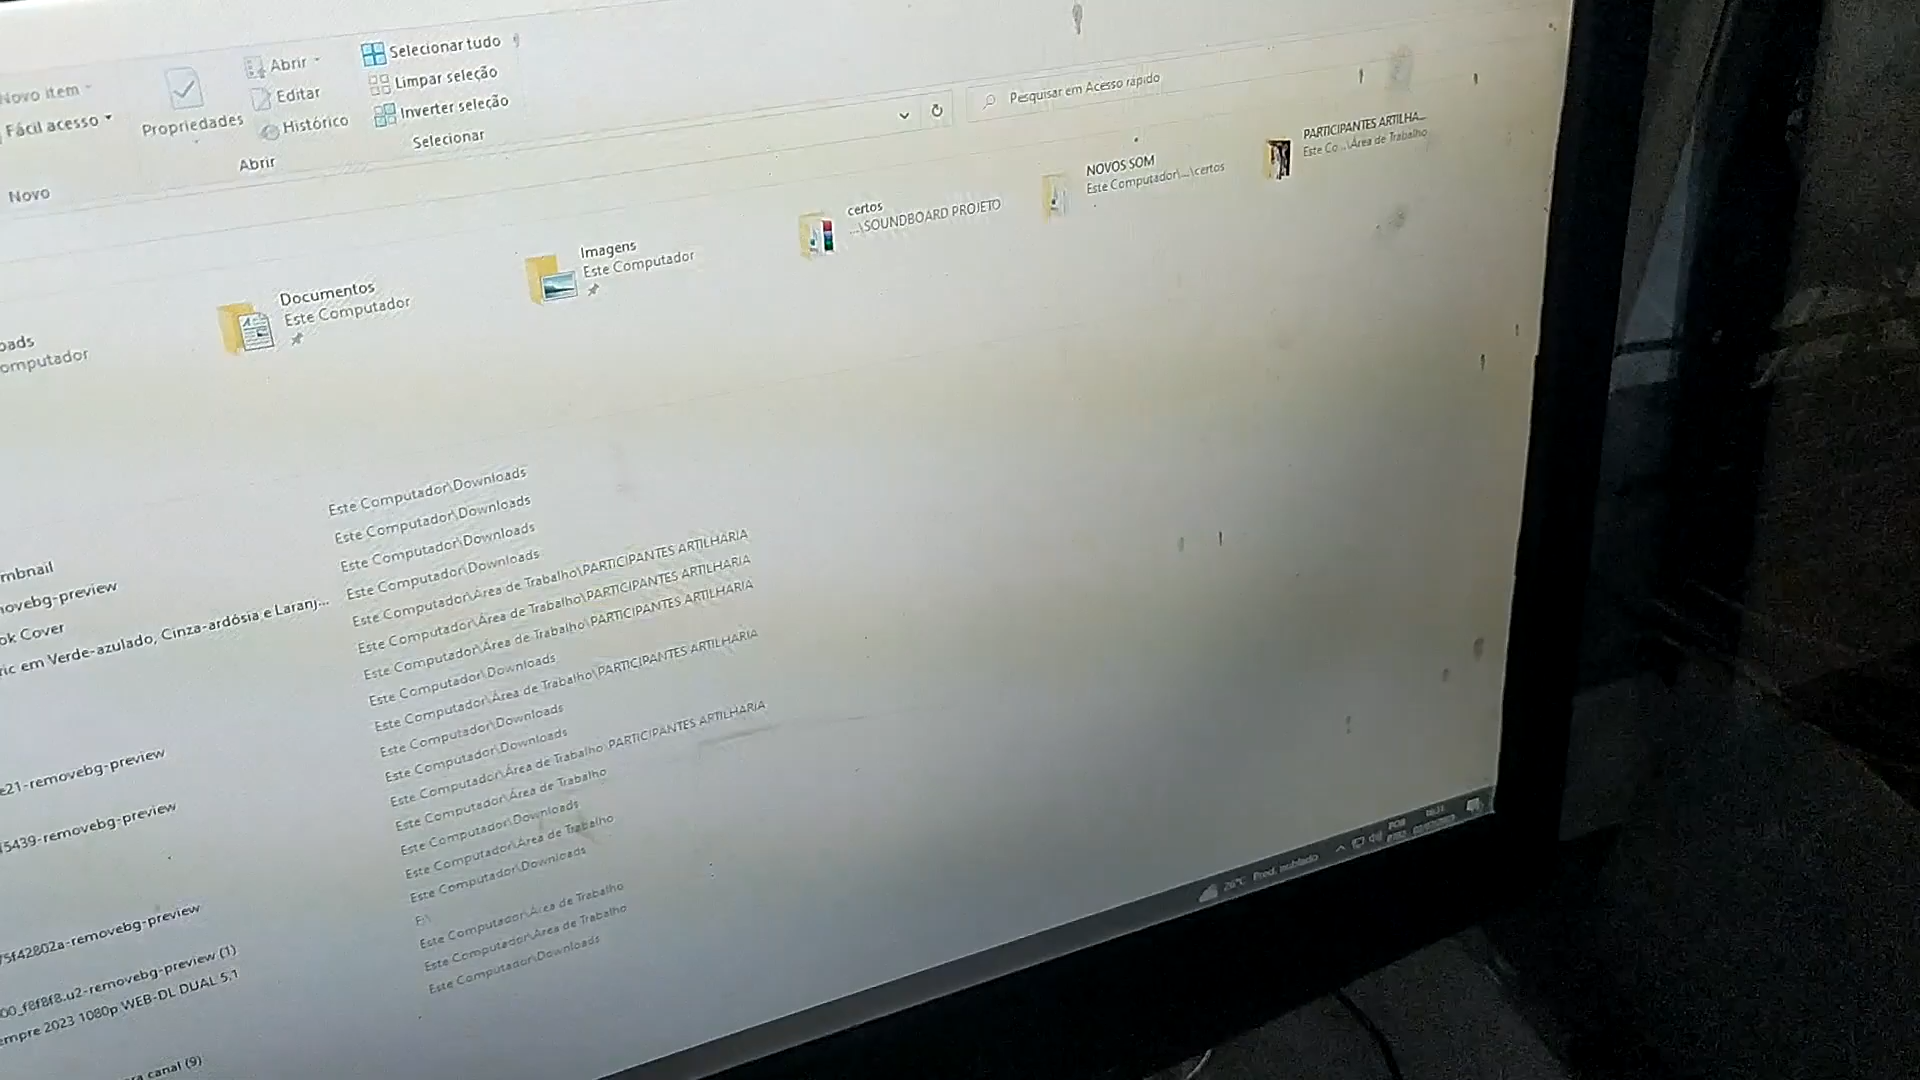 Novo item
Fácil acesso
Novo
Propriedades
Abrir
Editar
Histórico
Abrir
Selecionar tudo
Limpar seleção
Inverter seleção
Selecionar
Pesquisar em Acesso rápido
oads
omputador
Documentos
Este Computador
Imagens
Este Computador
certos
...\SOUNDBOARD PROJETO
NOVOS SOM
Este Computador\...\certos
PARTICIPANTES ARTILHA...
Este Co...\Área de Trabalho
Este Computador\Downloads
Este Computador\Downloads
Este Computador\Downloads
mbnail Este Computador\Downloads
movebg-preview Este Computador\Área de Trabalho\PARTICIPANTES ARTILHARIA
ok Cover Este Computador\Área de Trabalho\PARTICIPANTES ARTILHARIA
ric em Verde-azulado, Cinza-ardósia e Laranj... Este Computador\Área de Trabalho\PARTICIPANTES ARTILHARIA
Este Computador\Downloads
Este Computador\Área de Trabalho\PARTICIPANTES ARTILHARIA
Este Computador\Downloads
e21-removebg-preview Este Computador\Downloads
Este Computador\Área de Trabalho\PARTICIPANTES ARTILHARIA
i5439-removebg-preview Este Computador\Área de Trabalho
Este Computador\Downloads
Este Computador\Área de Trabalho
Este Computador\Downloads
75f42802a-removebg-preview E:\
Este Computador\Área de Trabalho
00_f8f8f8.u2-removebg-preview (1) Este Computador\Área de Trabalho
empre 2023 1080p WEB-DL DUAL 5.1 Este Computador\Downloads
ra canal (9)
Pred. nublado
POR